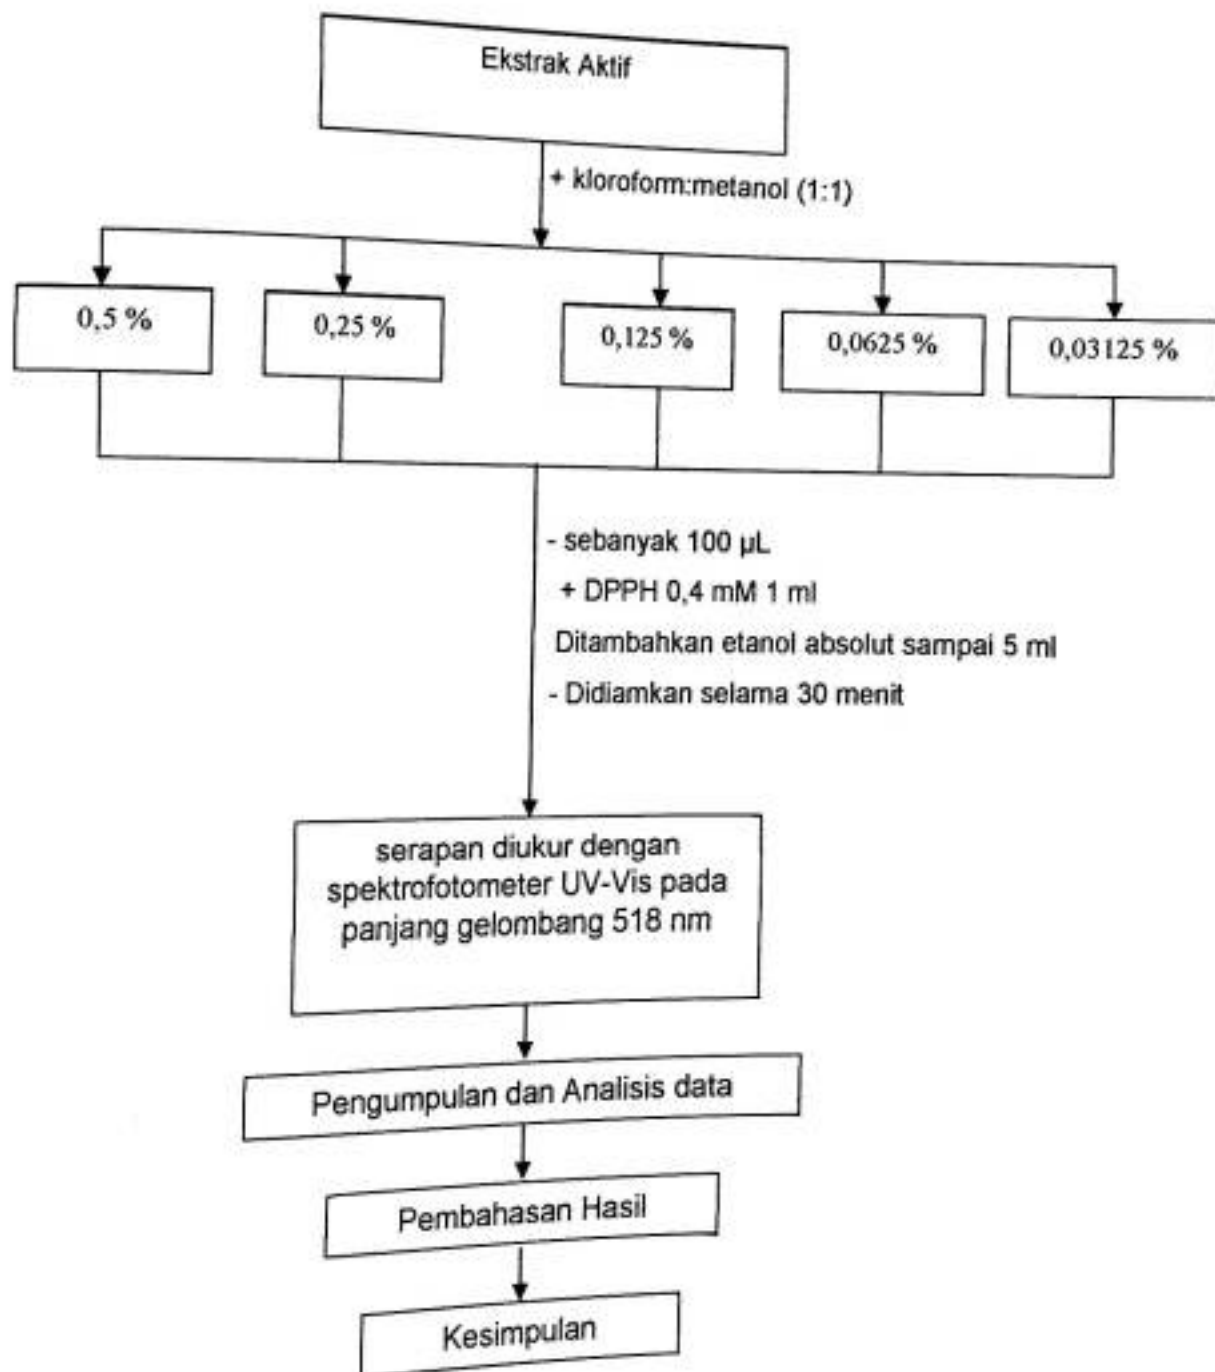 Ekstrak Aktif
+ kloroform:metanol (1:1)
0,5 %
0,25 %
0,125 %
0,0625 %
0,03125 %
- sebanyak 100 µL
+ DPPH 0,4 mM 1 ml
Ditambahkan etanol absolut sampai 5 ml
- Didiamkan selama 30 menit
serapan diukur dengan
spektrofotometer UV-Vis pada
panjang gelombang 518 nm
Pengumpulan dan Analisis data
Pembahasan Hasil
Kesimpulan